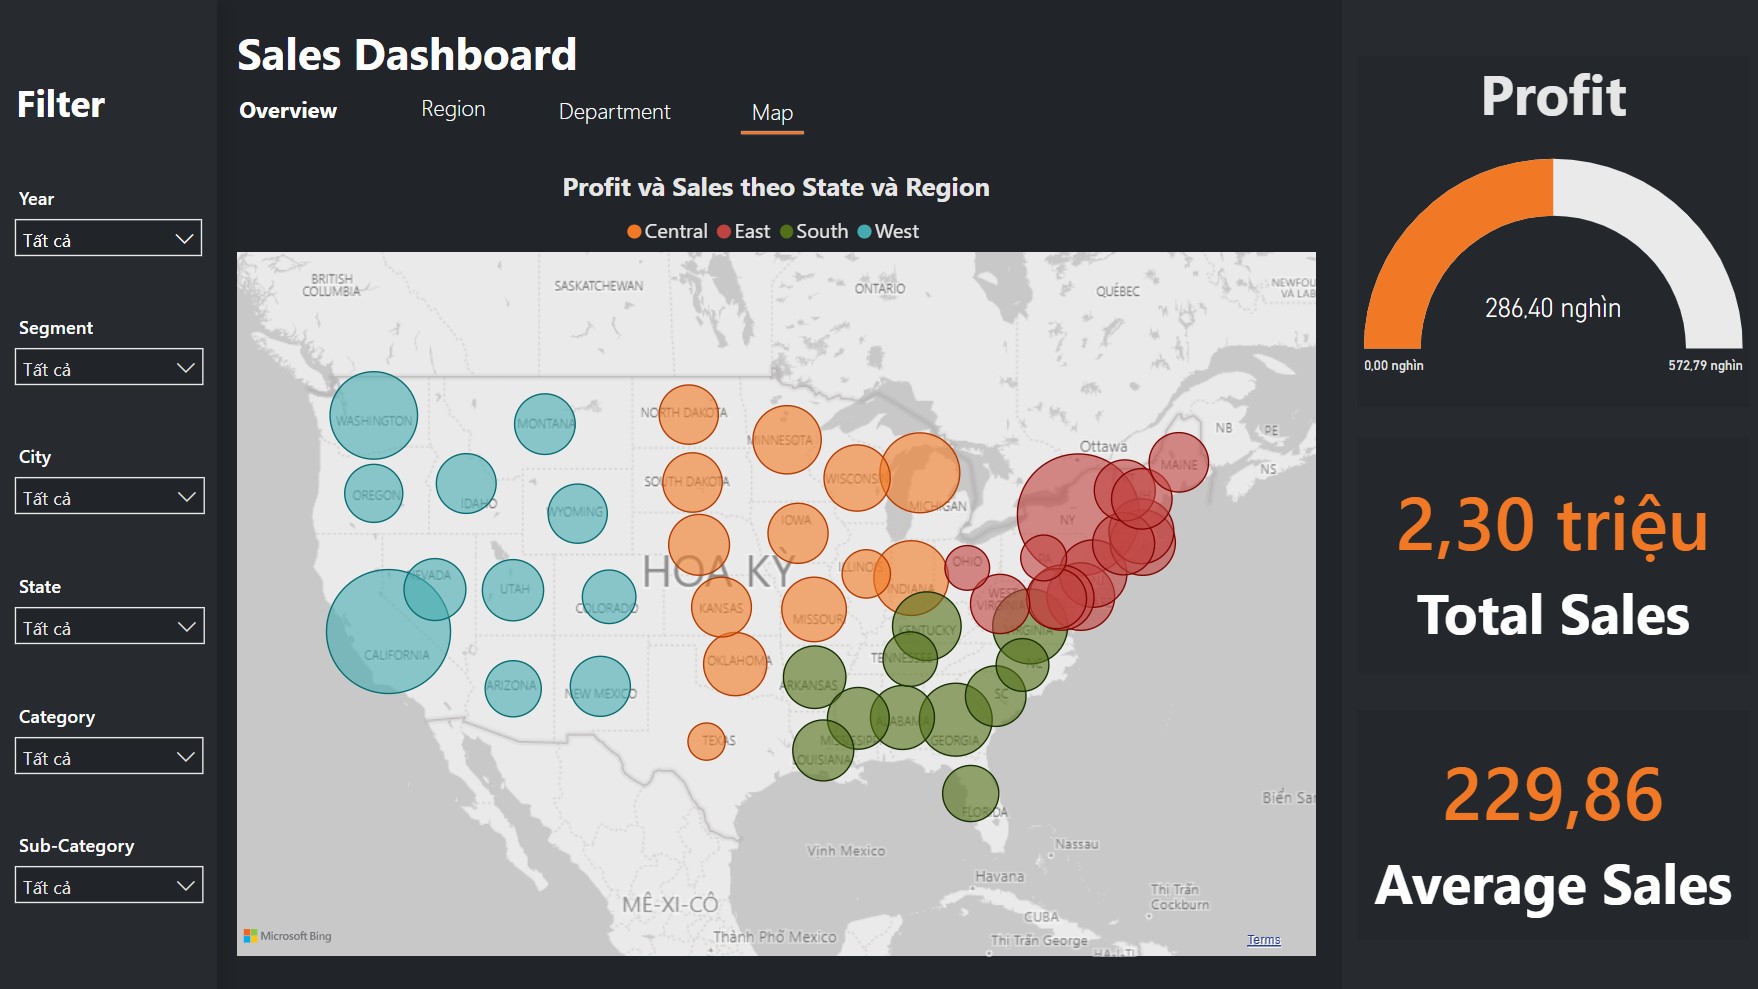 Sales Dashboard
Overview
Region
Department
Map
Filter
Year
Tất cả
Segment
Tất cả
City
Tất cả
State
Tất cả
Category
Tất cả
Sub-Category
Tất cả
Profit và Sales theo State và Region
Central East South West
BRITISH
COLUMBIA
SASKATCHEWAN
ONTARIO
QUÉBEC
WASHINGTON
MONTANA
NORTH DAKOTA
MINNESOTA
Ottawa
NB
PE
NS
MAINE
OREGON
IDAHO
WYOMING
SOUTH DAKOTA
WISCONSI
MICHIGAN
NY
IOWA
HOA KỲ
NEVADA
UTAH
COLORADO
KANSAS
MISSOUR
ILLINOIS
INDIANA
OHIO
WEST
VIRGINIA
KENTUCKY
VIRGINIA
CALIFORNIA
ARIZONA
NEW MEXICO
OKLAHOMA
ARKANSAS
TENNESSEE
NC
SC
MISSISSIPPI
ALABAMA
GEORGIA
TEXAS
LOUISIANA
FLORIDA
Vịnh Mexico
Nassau
Havana
Thị Trấn
Cockburn
CUBA
Thị Trấn George
MÊ-XI-CÔ
Thành Phố Mexico
Microsoft Bing
Terms
Profit
286,40 nghìn
0,00 nghìn
572,79 nghìn
2,30 triệu
Total Sales
229,86
Average Sales